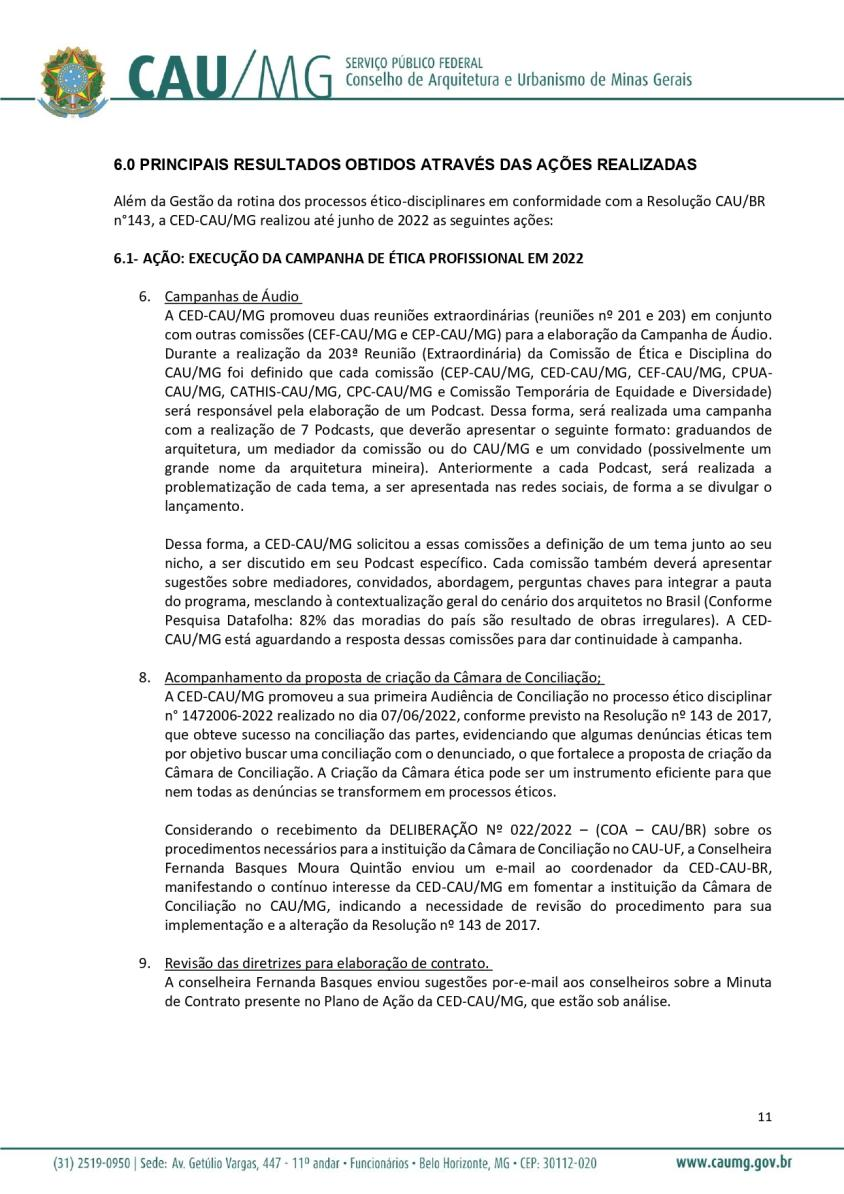 CAU/MG
SERVIÇO PÚBLICO FEDERAL
Conselho de Arquitetura e Urbanismo de Minas Gerais
6.0 PRINCIPAIS RESULTADOS OBTIDOS ATRAVÉS DAS AÇÕES REALIZADAS
Além da Gestão da rotina dos processos ético-disciplinares em conformidade com a Resolução CAU/BR
n°143, a CED-CAU/MG realizou até junho de 2022 as seguintes ações:
6.1- AÇÃO: EXECUÇÃO DA CAMPANHA DE ÉTICA PROFISSIONAL EM 2022
6. Campanhas de Áudio
A CED-CAU/MG promoveu duas reuniões extraordinárias (reuniões nº 201 e 203) em conjunto
com outras comissões (CEF-CAU/MG e CEP-CAU/MG) para a elaboração da Campanha de Áudio.
Durante a realização da 203ª Reunião (Extraordinária) da Comissão de Ética e Disciplina do
CAU/MG foi definido que cada comissão (CEP-CAU/MG, CED-CAU/MG, CEF-CAU/MG, CPUA-
CAU/MG, CATHIS-CAU/MG, CPC-CAU/MG e Comissão Temporária de Equidade e Diversidade)
será responsável pela elaboração de um Podcast. Dessa forma, será realizada uma campanha
com a realização de 7 Podcasts, que deverão apresentar o seguinte formato: graduandos de
arquitetura, um mediador da comissão ou do CAU/MG e um convidado (possivelmente um
grande nome da arquitetura mineira). Anteriormente a cada Podcast, será realizada a
problematização de cada tema, a ser apresentada nas redes sociais, de forma a se divulgar o
lançamento.
Dessa forma, a CED-CAU/MG solicitou a essas comissões a definição de um tema junto ao seu
nicho, a ser discutido em seu Podcast específico. Cada comissão também deverá apresentar
sugestões sobre mediadores, convidados, abordagem, perguntas chaves para integrar a pauta
do programa, mesclando à contextualização geral do cenário dos arquitetos no Brasil (Conforme
Pesquisa Datafolha: 82% das moradias do país são resultado de obras irregulares). A CED-
CAU/MG está aguardando a resposta dessas comissões para dar continuidade à campanha.
8. Acompanhamento da proposta de criação da Câmara de Conciliação;
A CED-CAU/MG promoveu a sua primeira Audiência de Conciliação no processo ético disciplinar
n° 1472006-2022 realizado no dia 07/06/2022, conforme previsto na Resolução nº 143 de 2017,
que obteve sucesso na conciliação das partes, evidenciando que algumas denúncias éticas tem
por objetivo buscar uma conciliação com o denunciado, o que fortalece a proposta de criação da
Câmara de Conciliação. A Criação da Câmara ética pode ser um instrumento eficiente para que
nem todas as denúncias se transformem em processos éticos.
Considerando o recebimento da DELIBERAÇÃO Nº 022/2022 – (COA – CAU/BR) sobre os
procedimentos necessários para a instituição da Câmara de Conciliação no CAU-UF, a Conselheira
Fernanda Basques Moura Quintão enviou um e-mail ao coordenador da CED-CAU-BR,
manifestando o contínuo interesse da CED-CAU/MG em fomentar a instituição da Câmara de
Conciliação no CAU/MG, indicando a necessidade de revisão do procedimento para sua
implementação e a alteração da Resolução nº 143 de 2017.
9. Revisão das diretrizes para elaboração de contrato.
A conselheira Fernanda Basques enviou sugestões por-e-mail aos conselheiros sobre a Minuta
de Contrato presente no Plano de Ação da CED-CAU/MG, que estão sob análise.
11
(31) 2519-0950 | Sede: Av. Getúlio Vargas, 447 - 11º andar • Funcionários • Belo Horizonte, MG • CEP: 30112-020
www.caumg.gov.br